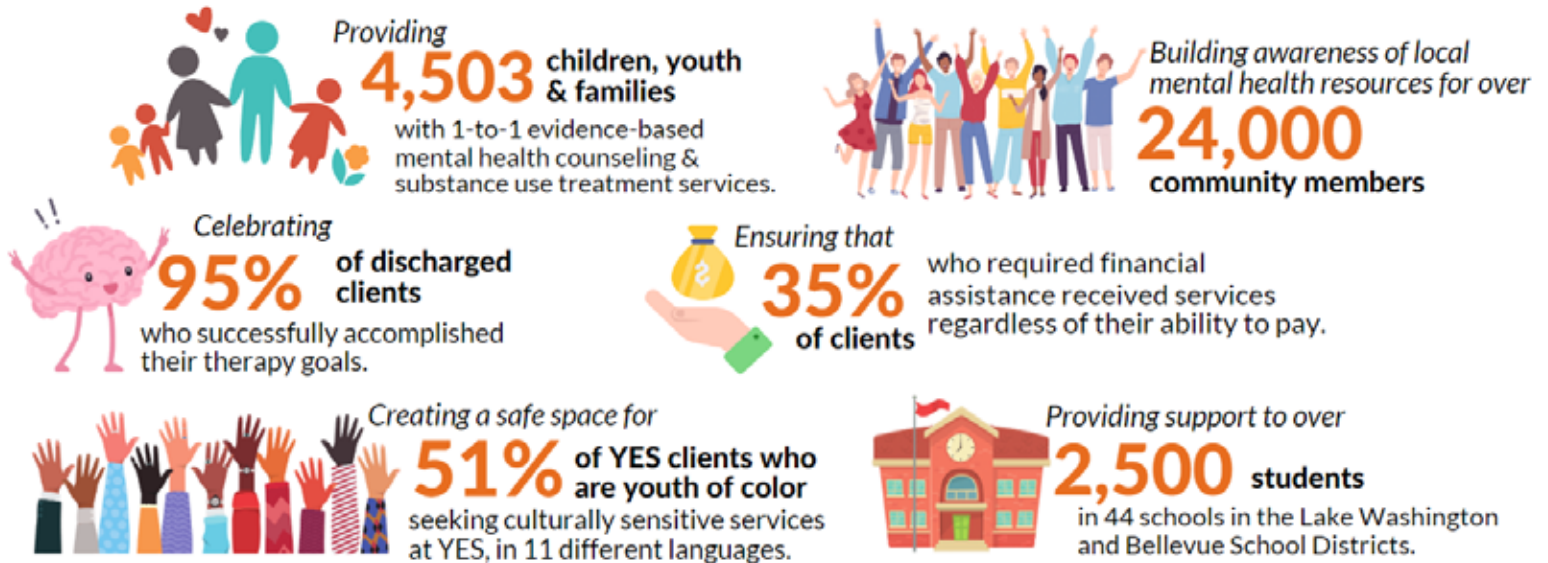 Providing
4,503 children, youth
& families
with 1-to-1 evidence-based
mental health counseling &
substance use treatment services.
Building awareness of local
mental health resources for over
24,000
community members
Celebrating
95% of discharged
clients
who successfully accomplished
their therapy goals.
$
Ensuring that
35%
of clients
who required financial
assistance received services
regardless of their ability to pay.
Creating a safe space for
51% of YES clients who
are youth of color
seeking culturally sensitive services
at YES, in 11 different languages.
Providing support to over
2,500 students
in 44 schools in the Lake Washington
and Bellevue School Districts.